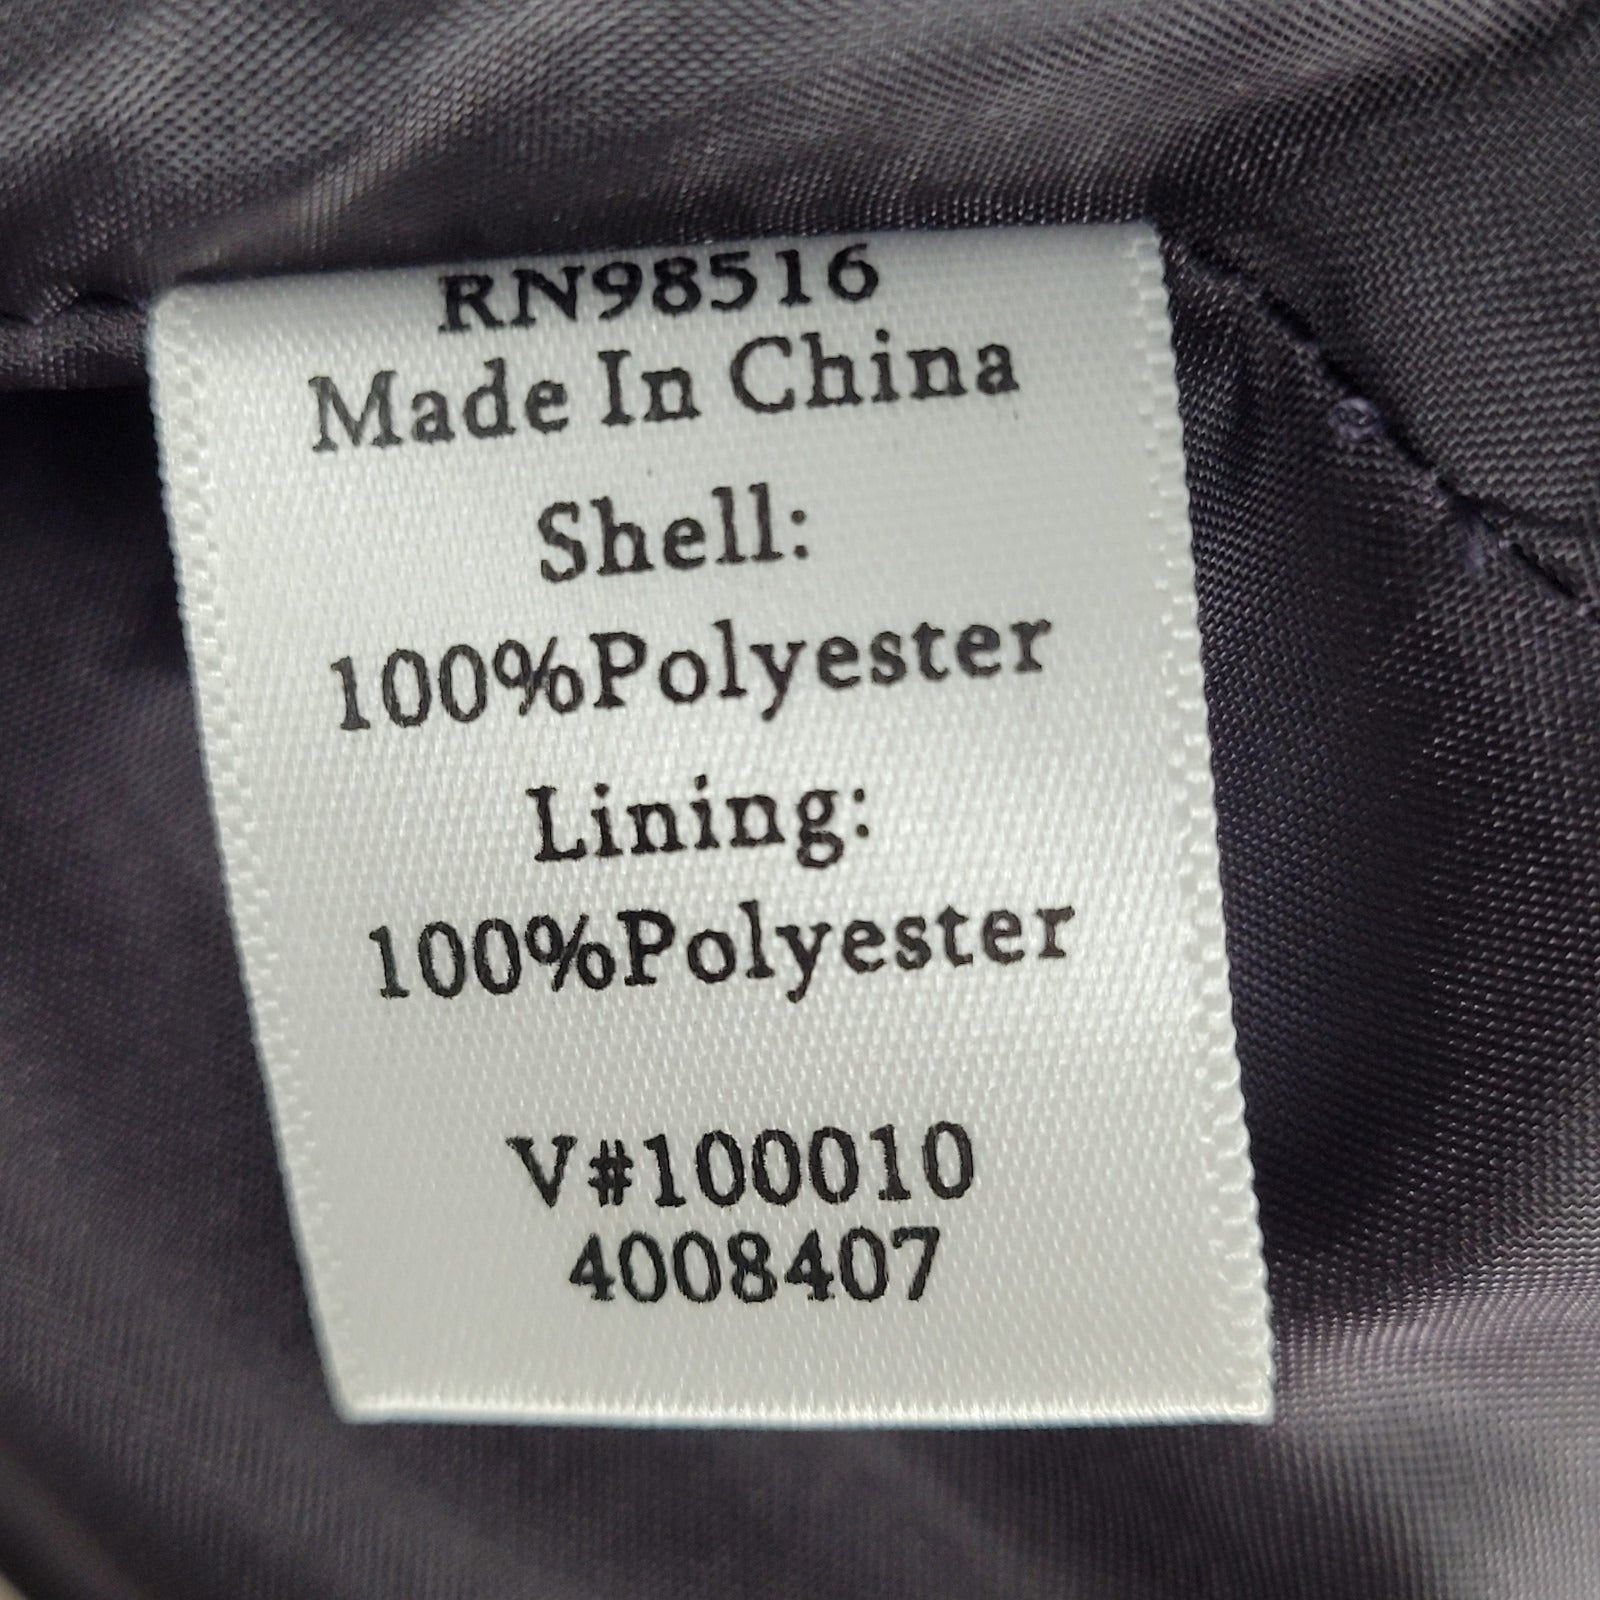 RN98516
Made In China
Shell:
100%Polyester
Lining:
100%Polyester
V#100010
4008407